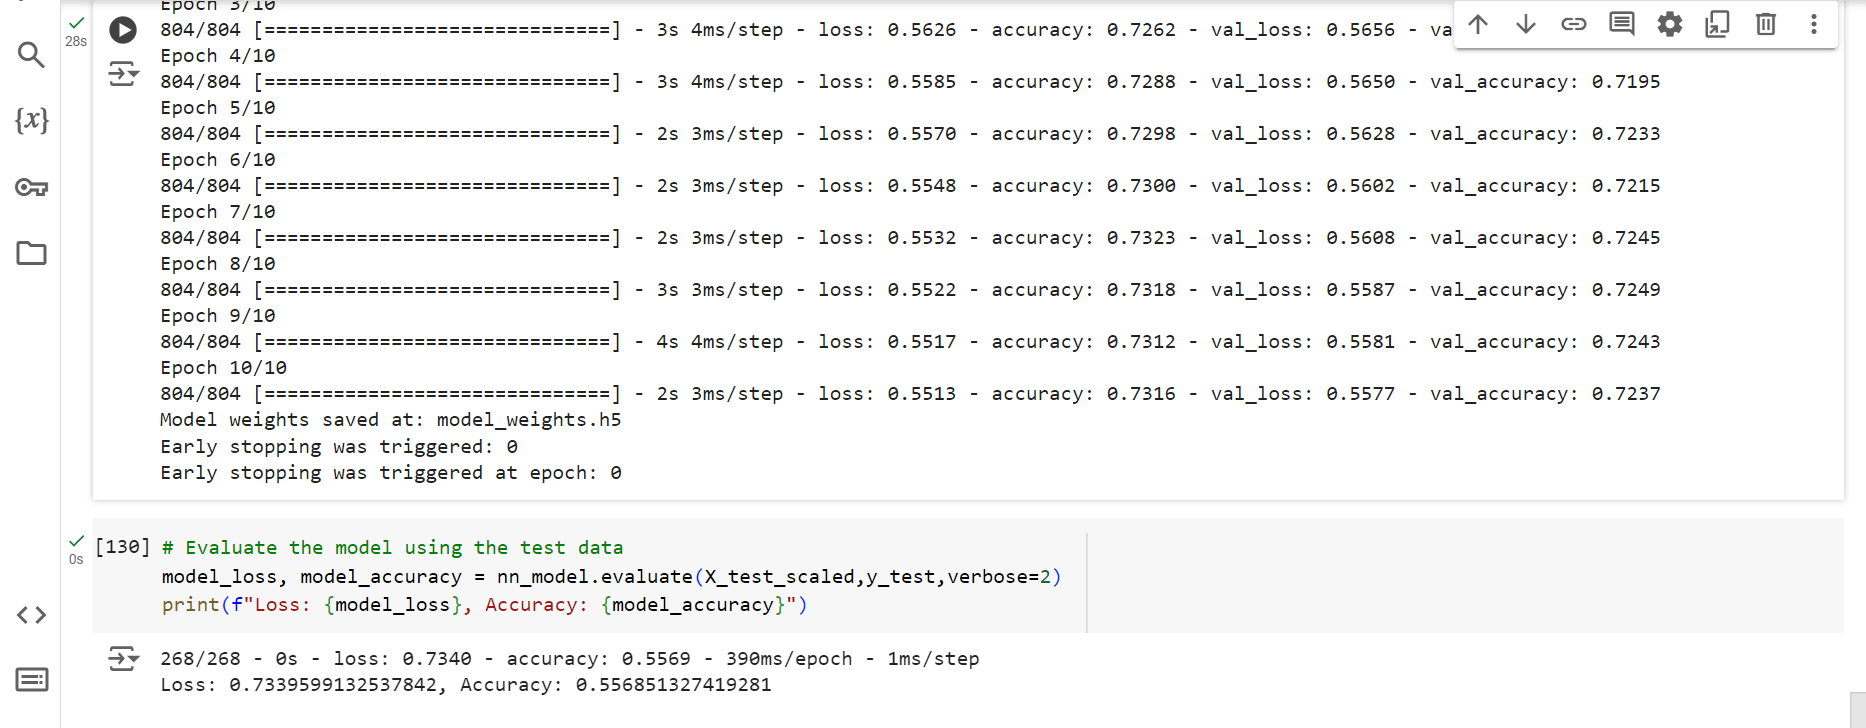 Epoch 3/10
28s
804/804 [==============================] - 3s 4ms/step - loss: 0.5626 - accuracy: 0.7262 - val_loss: 0.5656 - va
Epoch 4/10
804/804 [==============================] - 3s 4ms/step - loss: 0.5585 - accuracy: 0.7288 - val_loss: 0.5650 - val_accuracy: 0.7195
Epoch 5/10
{x}
804/804 [==============================] - 2s 3ms/step - loss: 0.5570 - accuracy: 0.7298 - val_loss: 0.5628 - val_accuracy: 0.7233
Epoch 6/10
804/804 [==============================] - 2s 3ms/step - loss: 0.5548 - accuracy: 0.7300 - val_loss: 0.5602 - val_accuracy: 0.7215
Epoch 7/10
804/804 [==============================] - 2s 3ms/step - loss: 0.5532 - accuracy: 0.7323 - val_loss: 0.5608 - val_accuracy: 0.7245
Epoch 8/10
804/804 [==============================] - 3s 3ms/step - loss: 0.5522 - accuracy: 0.7318 - val_loss: 0.5587 - val_accuracy: 0.7249
Epoch 9/10
804/804 [==============================] - 4s 4ms/step - loss: 0.5517 - accuracy: 0.7312 - val_loss: 0.5581 - val_accuracy: 0.7243
Epoch 10/10
804/804 [==============================] - 2s 3ms/step - loss: 0.5513 - accuracy: 0.7316 - val_loss: 0.5577 - val_accuracy: 0.7237
Model weights saved at: model_weights.h5
Early stopping was triggered: 0
Early stopping was triggered at epoch: 0
[130] # Evaluate the model using the test data
0s
model_loss, model_accuracy = nn_model.evaluate(X_test_scaled,y_test,verbose=2)
print(f"Loss: {model_loss}, Accuracy: {model_accuracy}")
268/268 - 0s - loss: 0.7340 - accuracy: 0.5569 - 390ms/epoch - 1ms/step
Loss: 0.7339599132537842, Accuracy: 0.556851327419281